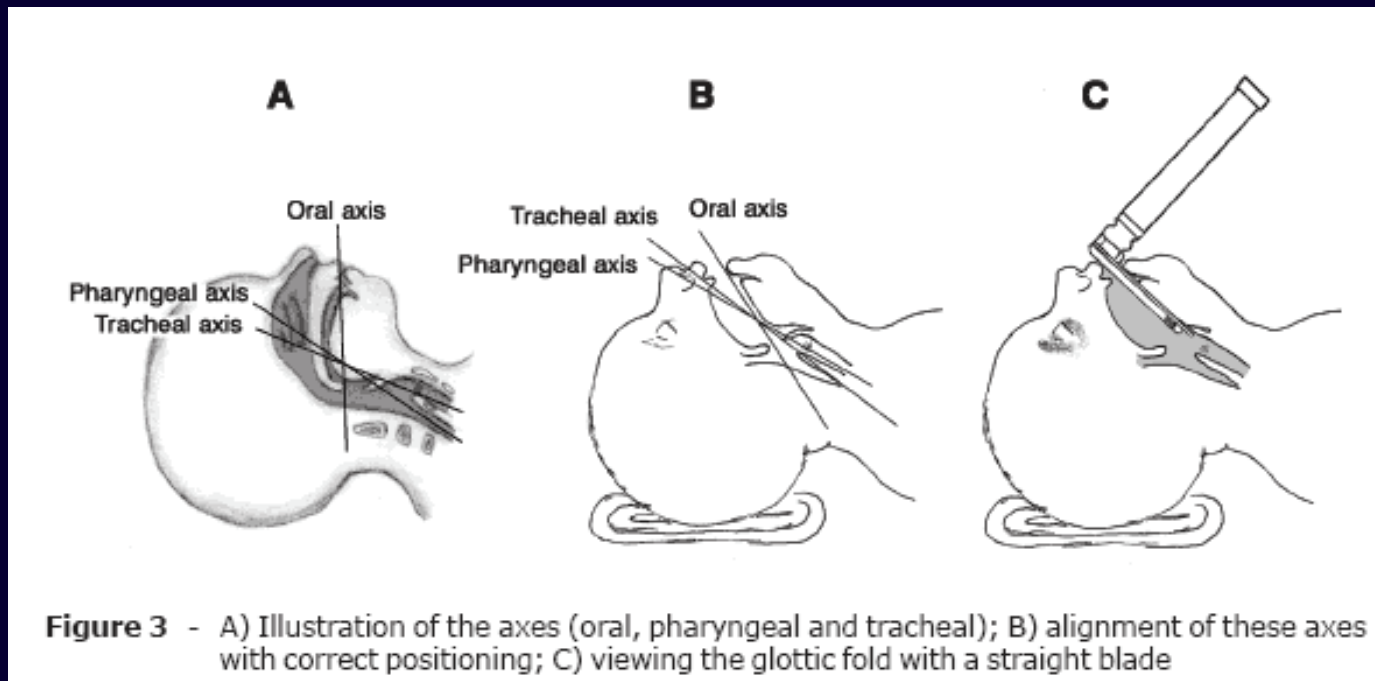 A
B
C
Oral axis
Pharyngeal axis
Tracheal axis
Tracheal axis
Oral axis
Pharyngeal axis
Figure 3 - A) Illustration of the axes (oral, pharyngeal and tracheal); B) alignment of these axes
with correct positioning; C) viewing the glottic fold with a straight blade